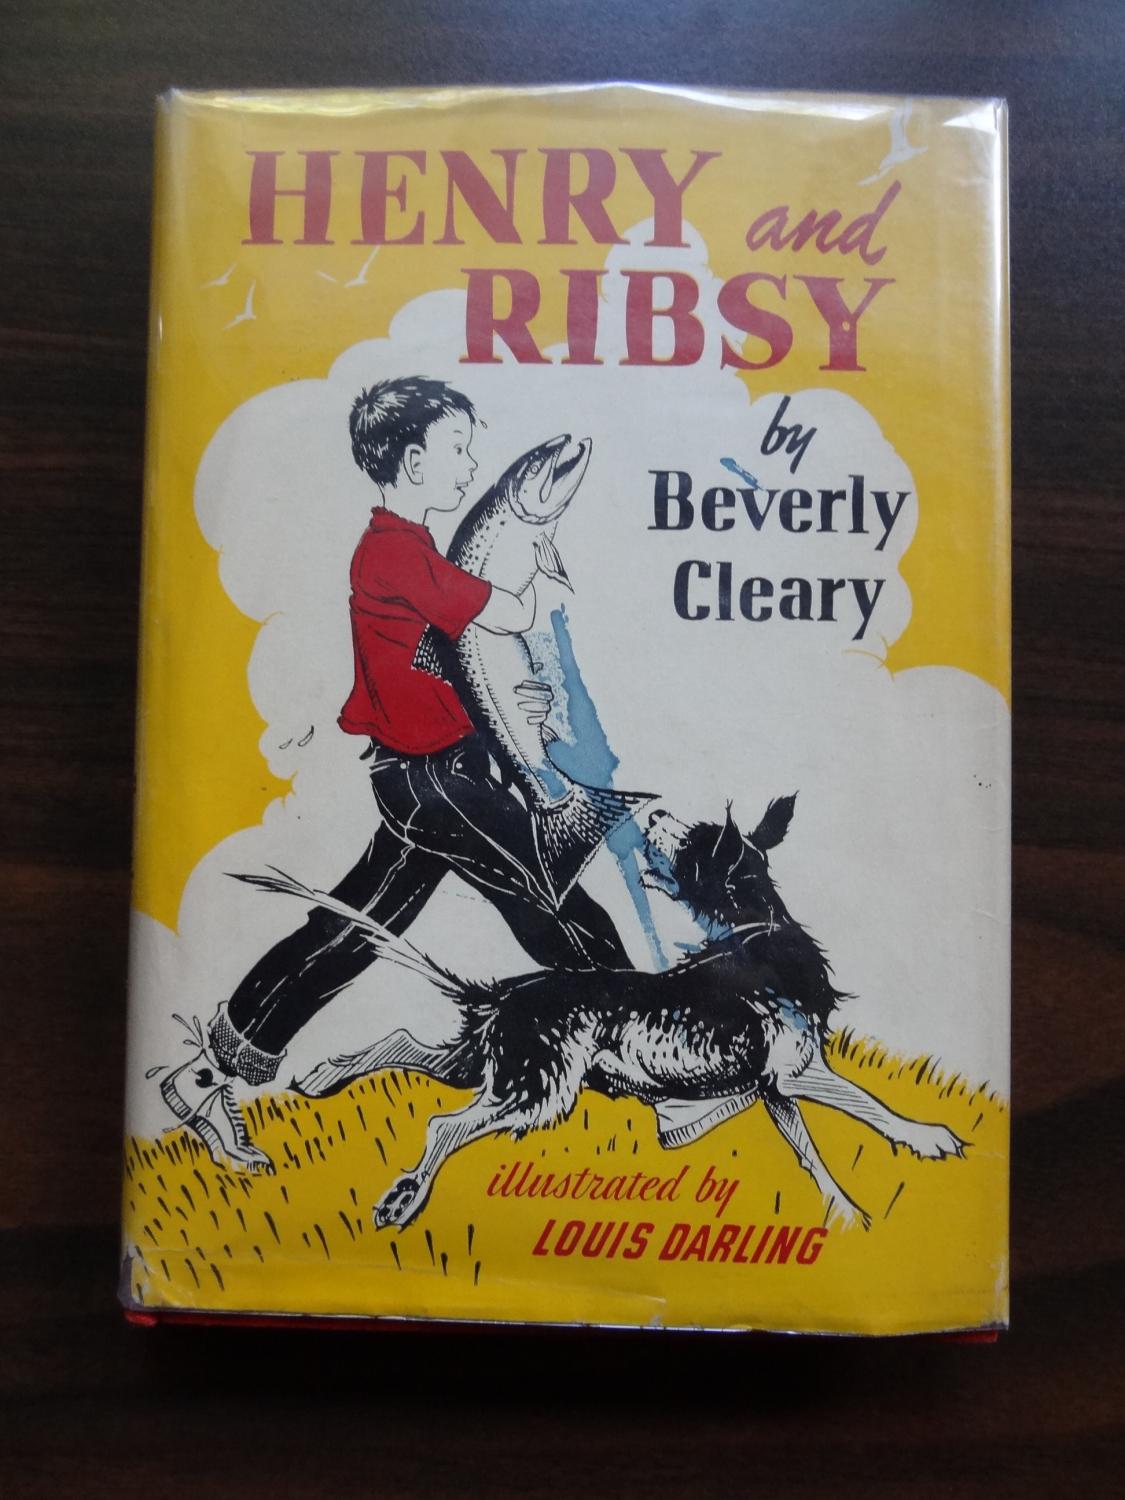 HENRY and
RIBSY
by
Beverly
Cleary
illustrated by
LOUIS DARLING